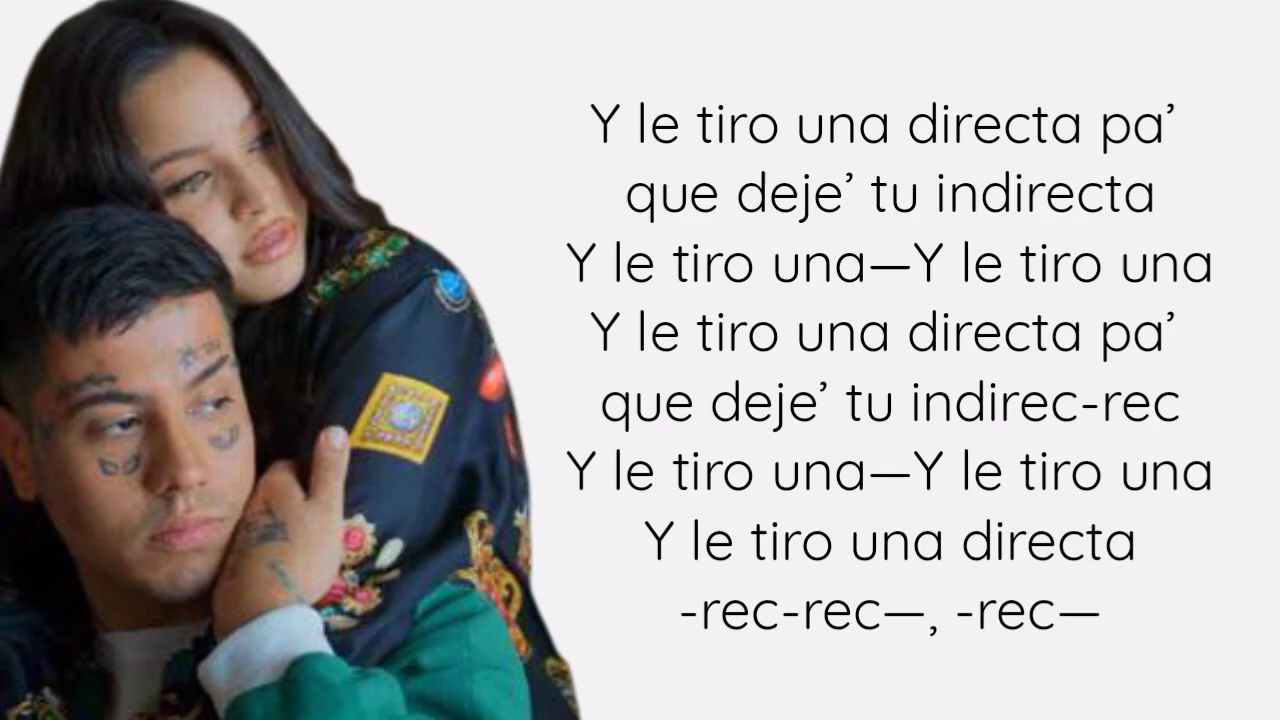 Y le tiro una directa pa’
que deje’ tu indirecta
Y le tiro una—Y le tiro una
Y le tiro una directa pa’
que deje’ tu indirec-rec
Y le tiro una—Y le tiro una
Y le tiro una directa
-rec-rec—, -rec—